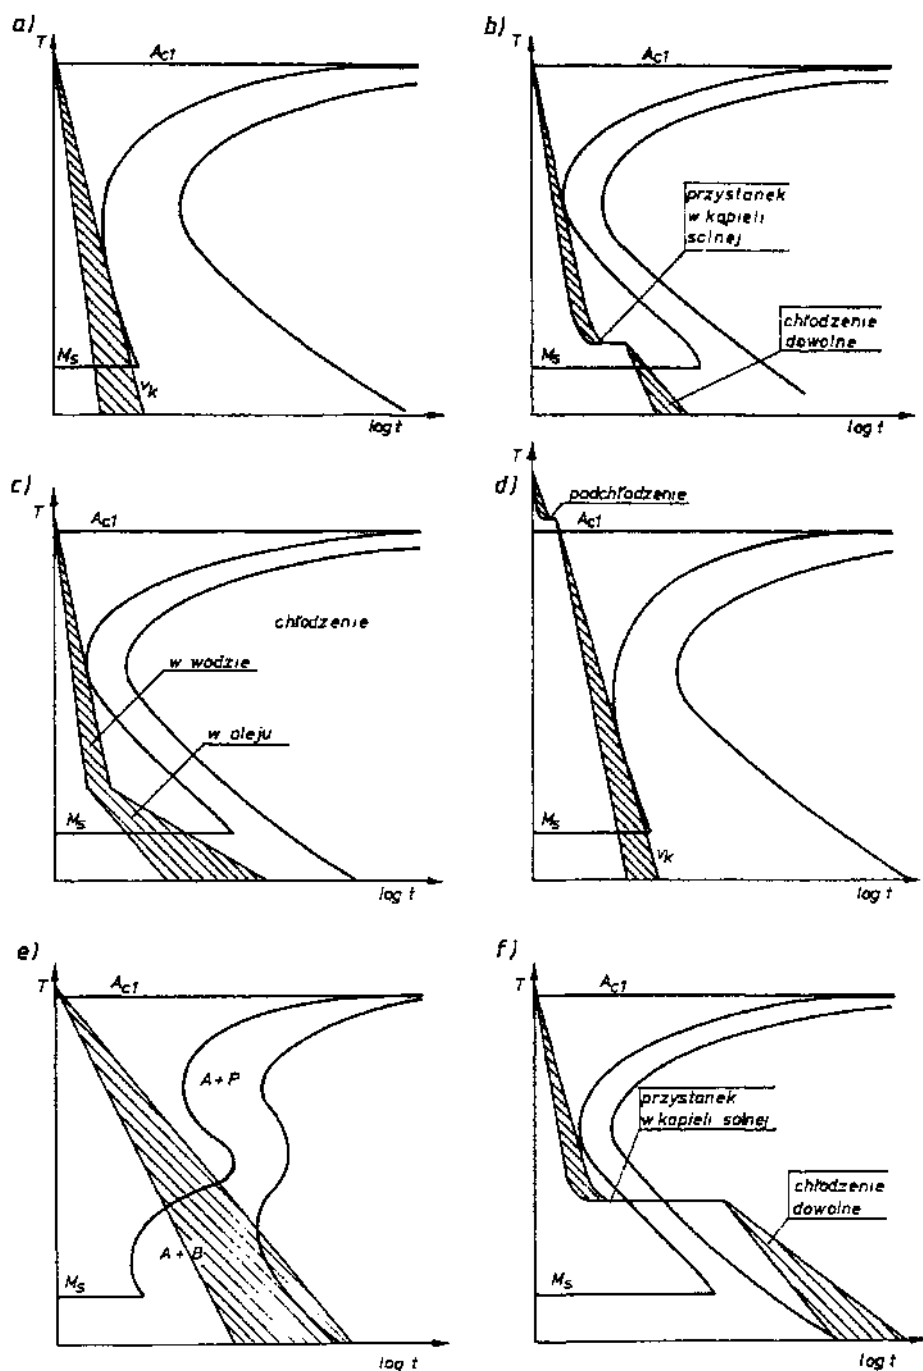 a)
T
Ac1
Ms
vk
log t
b)
T
Ac1
przystanek
w kąpieli
solnej
chłodzenie
dowolne
Ms
log t
c)
T
Ac1
chłodzenie
w wodzie
w oleju
Ms
log t
d)
T
podchłodzenie
Ac1
Ms
vk
log t
e)
T
Ac1
A + P
A + B
Ms
log t
f)
T
Ac1
przystanek
w kąpieli solnej
chłodzenie
dowolne
Ms
log t